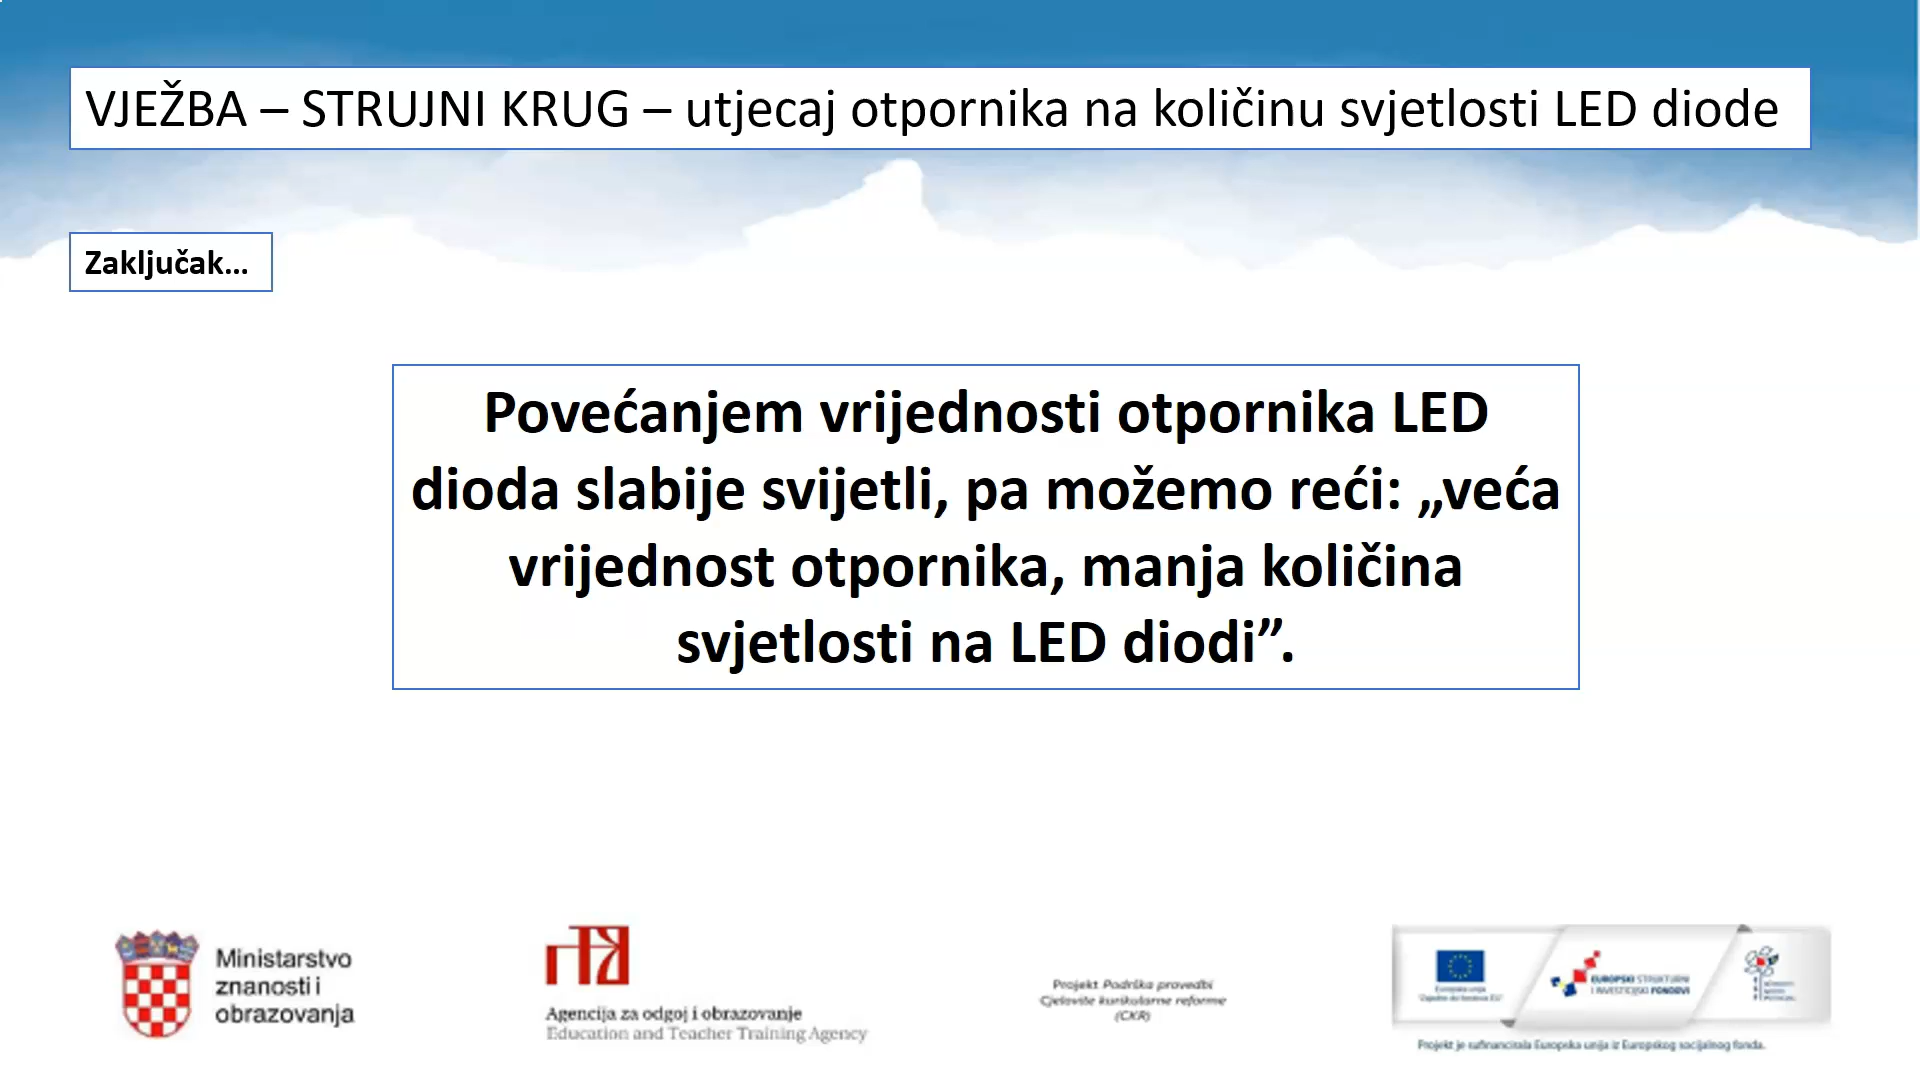 VJEŽBA – STRUJNI KRUG – utjecaj otpornika na količinu svjetlosti LED diode
Zaključak...
Povećanjem vrijednosti otpornika LED
dioda slabije svijetli, pa možemo reći: „veća
vrijednost otpornika, manja količina
svjetlosti na LED diodi”.
Ministarstvo
znanosti i
obrazovanja
Agencija za odgoj i obrazovanje
Education and Teacher Training Agency
Projekt Podrška provedbi
Cjelovite kurikularne reforme
(CKR)
EUROPSKI STRUKTURNI
I INVESTICIJSKI FONDOVI
Projekt je sufinancirala Europska unija iz Europskog socijalnog fonda.